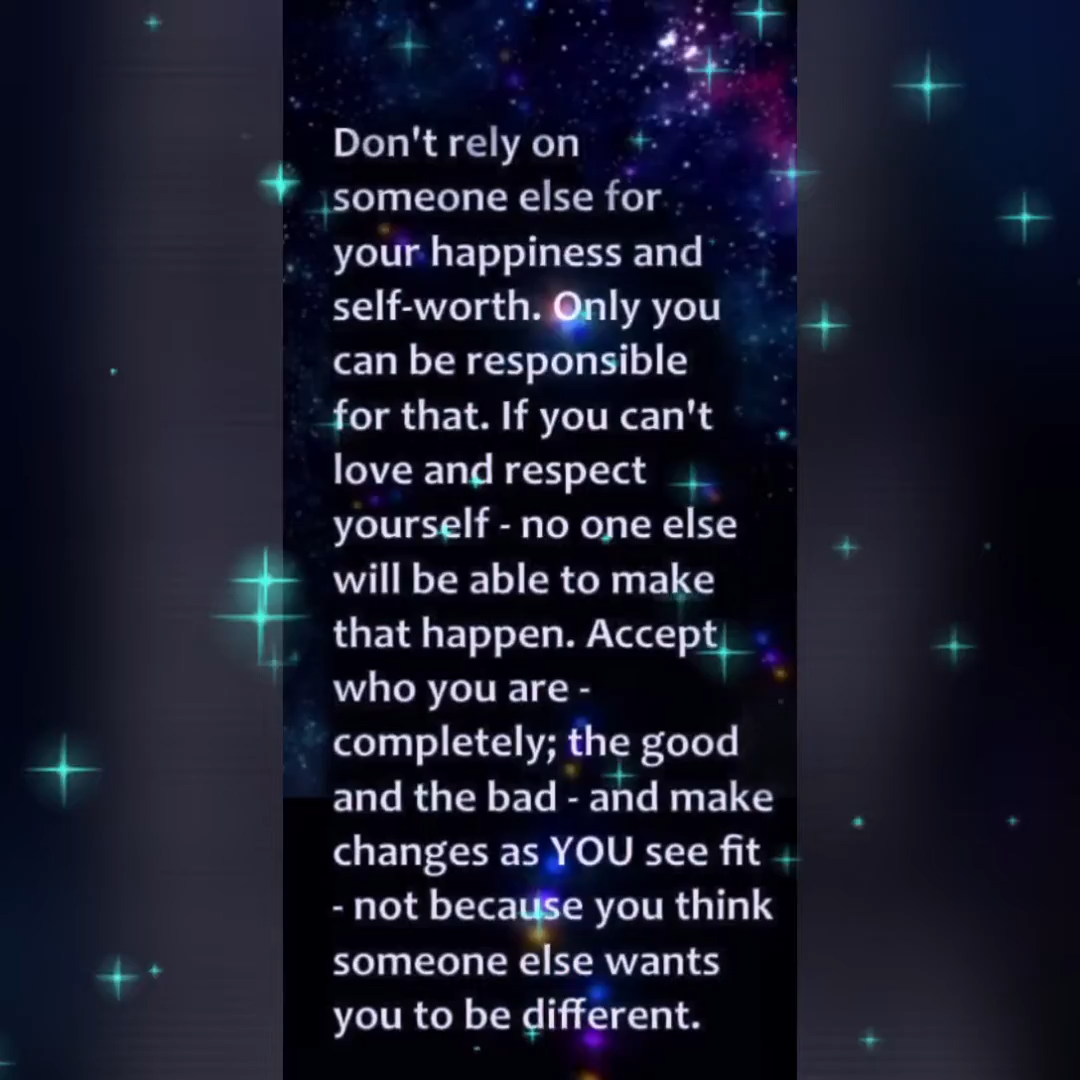 Don't rely on
someone else for
your happiness and
self-worth. Only you
can be responsible
for that. If you can't
love and respect
yourself - no one else
will be able to make
that happen. Accept
who you are -
completely; the good
and the bad - and make
changes as YOU see fit
- not because you think
someone else wants
you to be different.